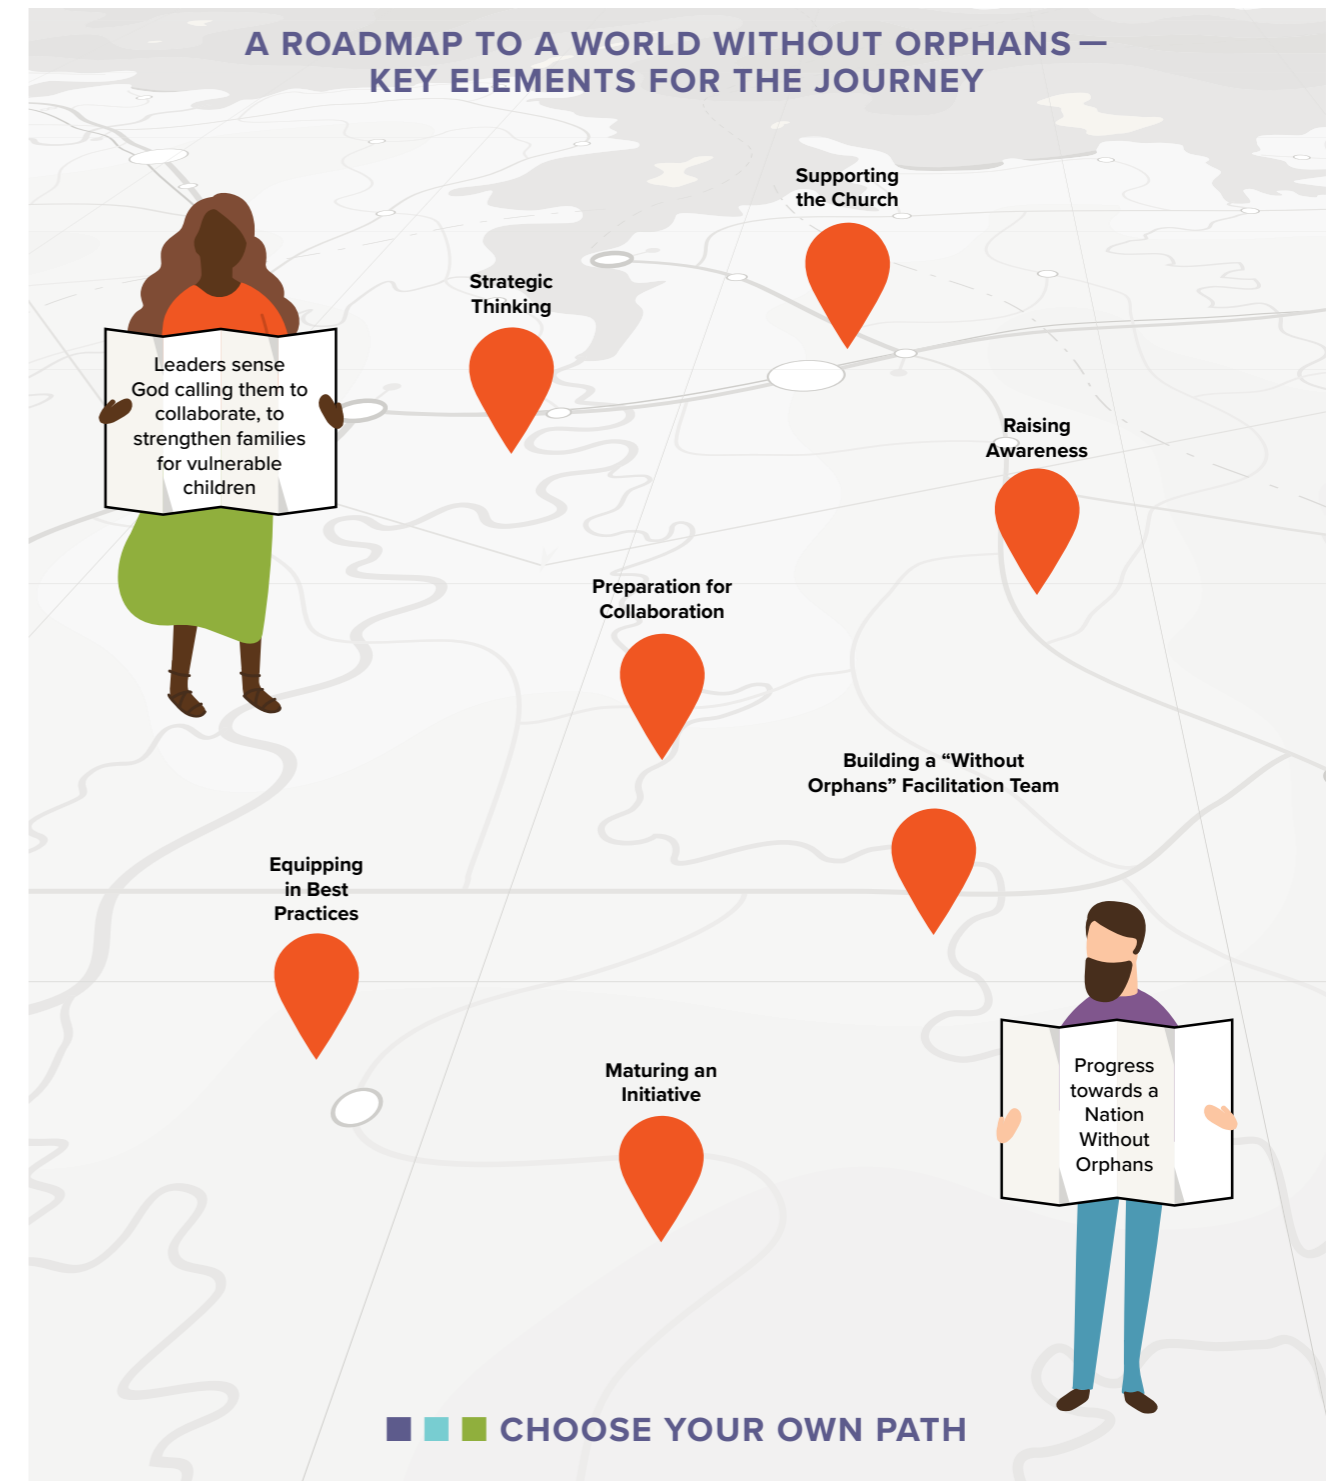 A ROADMAP TO A WORLD WITHOUT ORPHANS —
KEY ELEMENTS FOR THE JOURNEY
Supporting
the Church
Strategic
Thinking
Leaders sense
God calling them to
collaborate, to
strengthen families
for vulnerable
children
Raising
Awareness
Preparation for
Collaboration
Building a “Without
Orphans” Facilitation Team
Equipping
in Best
Practices
Maturing an
Initiative
Progress
towards a
Nation
Without
Orphans
CHOOSE YOUR OWN PATH